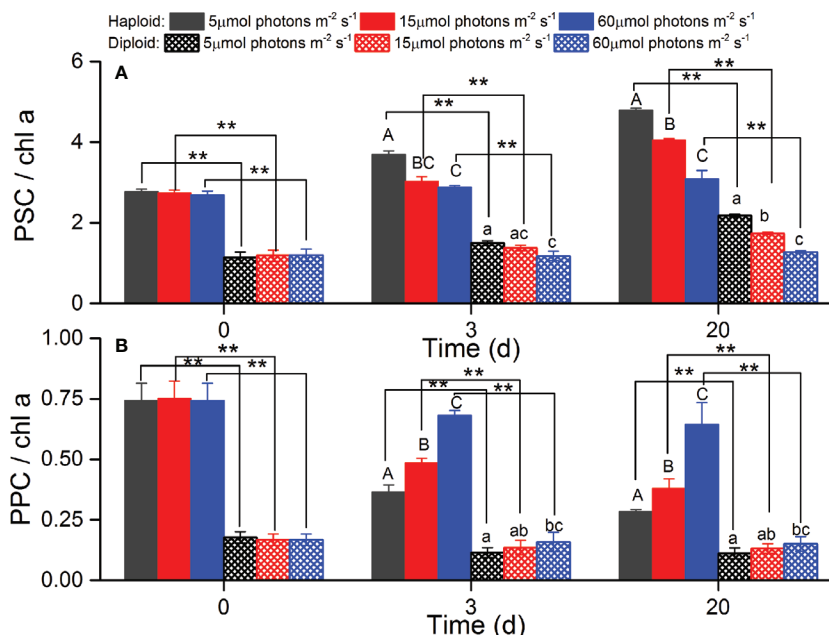 Haploid: 5μmol photons m⁻² s⁻¹ 15μmol photons m⁻² s⁻¹ 60μmol photons m⁻² s⁻¹
Diploid: 5μmol photons m⁻² s⁻¹ 15μmol photons m⁻² s⁻¹ 60μmol photons m⁻² s⁻¹
A
PSC / chl a
6
4
2
0
** ** **
** ** **
** ** **
A BC C a ac c
A B C a b c
0 3 20
Time (d) Time (d)
B
PPC / chl a
1.00
0.75
0.50
0.25
0.00
** ** **
** ** **
** ** **
A B C a ab bc
A B C a ab bc
0 3 20
Time (d) Time (d)